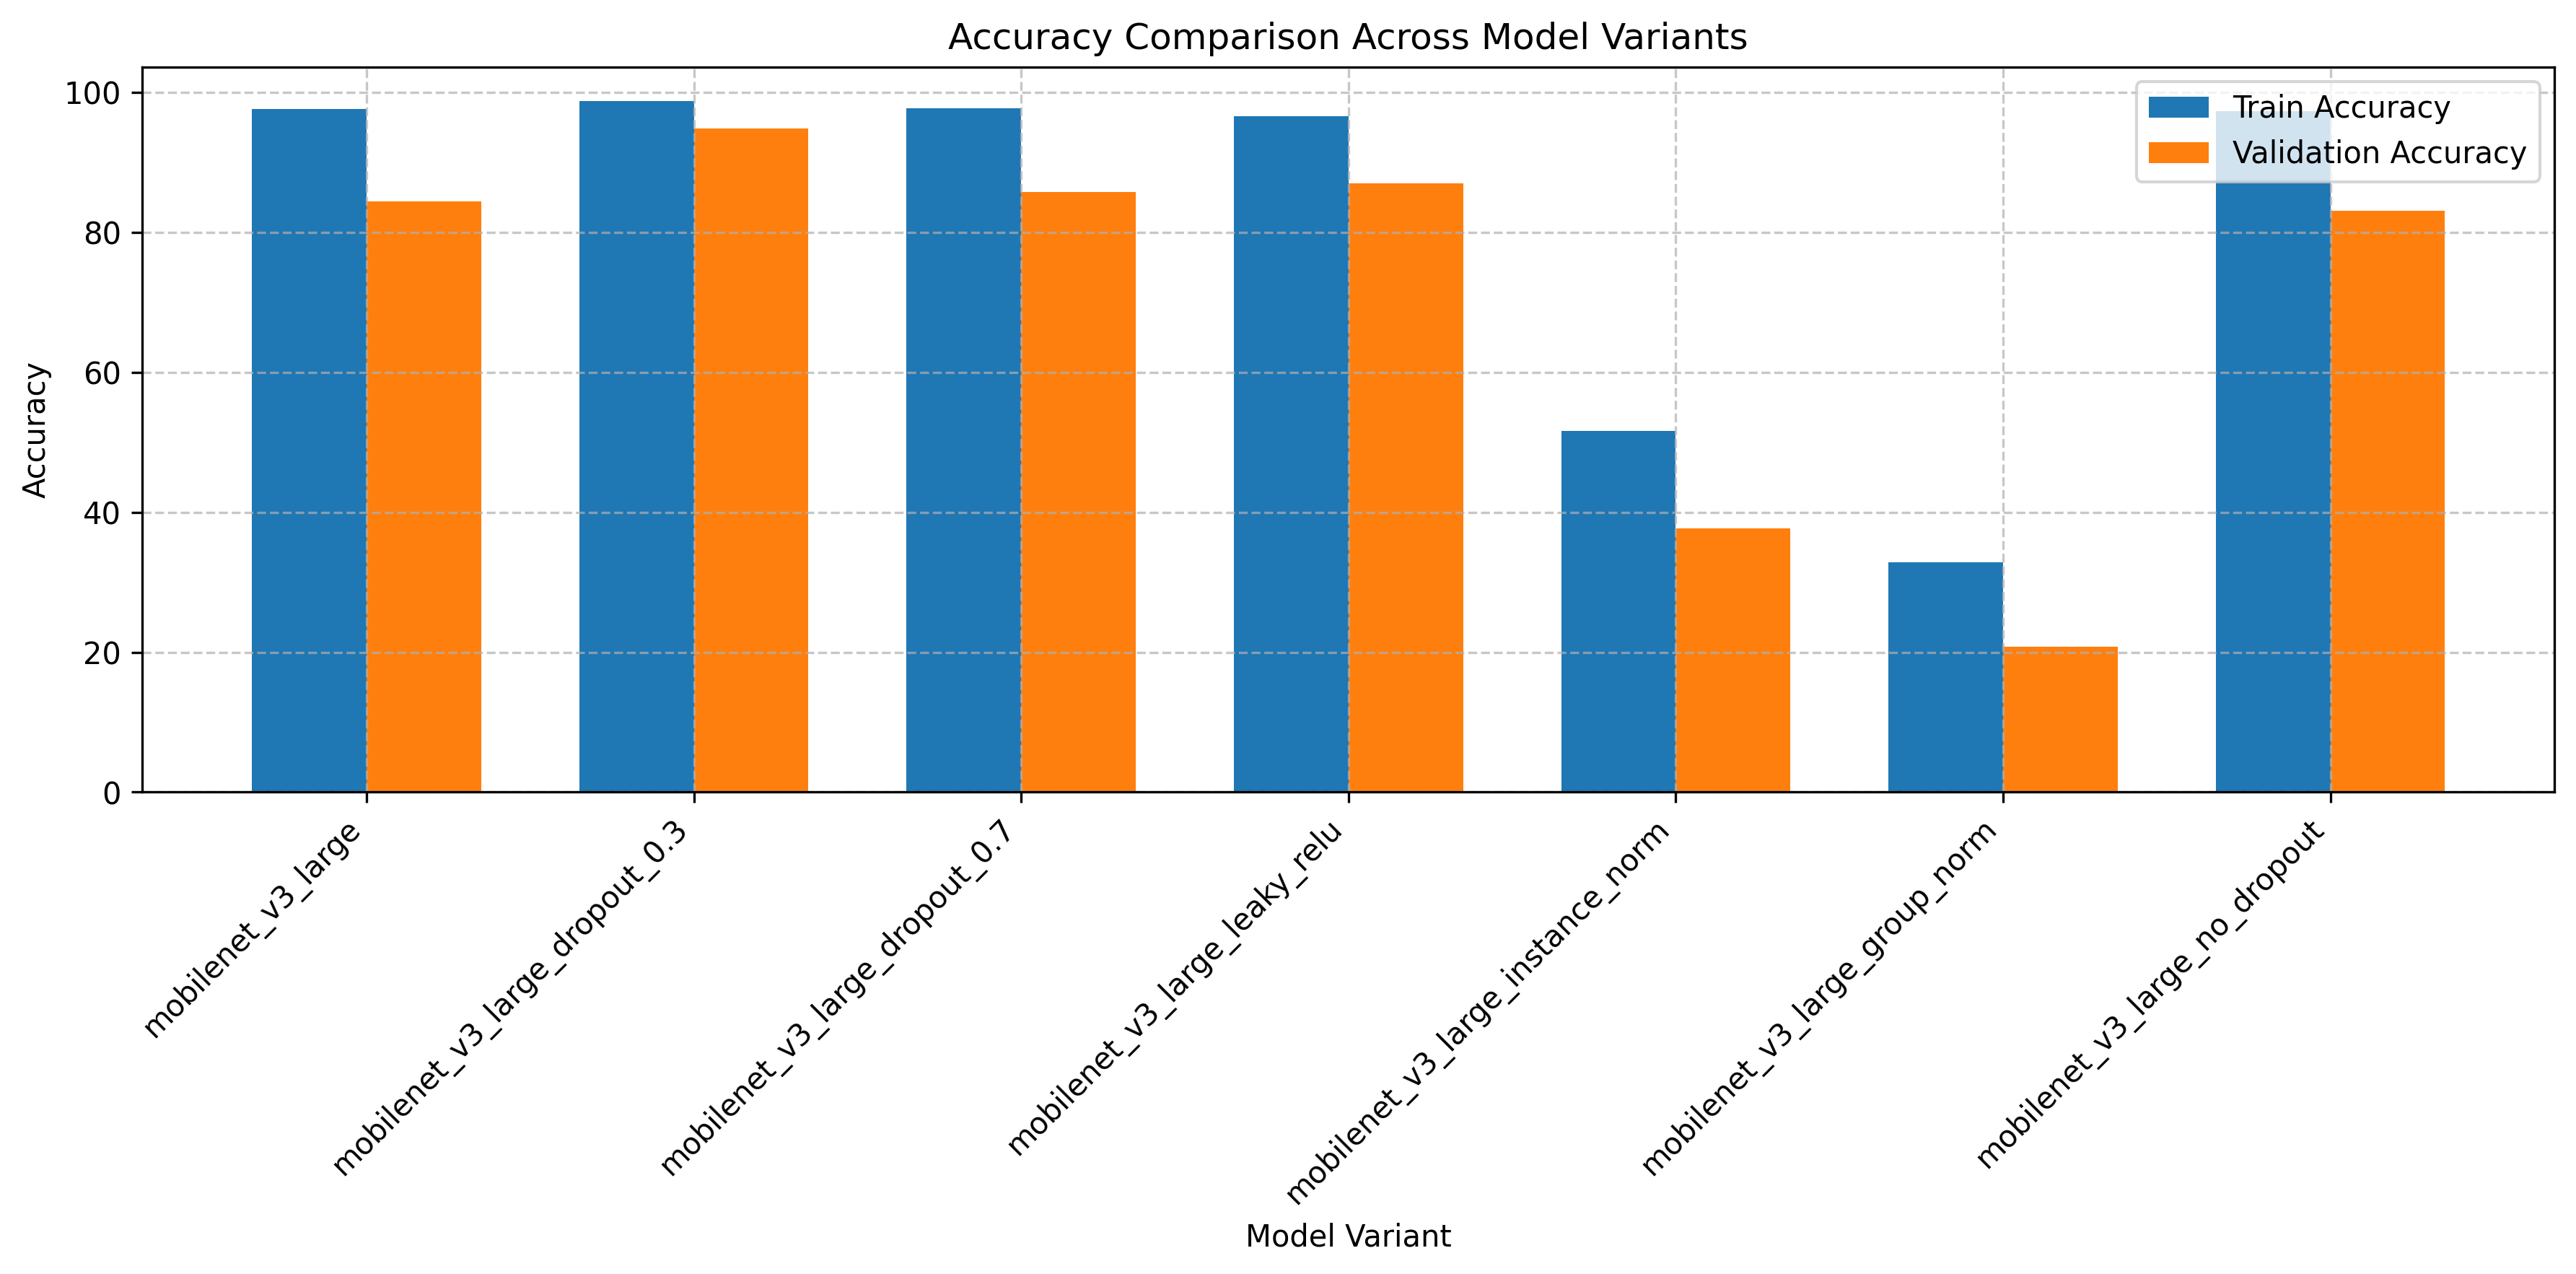 Accuracy Comparison Across Model Variants
Accuracy
100
80
60
40
20
0
Train Accuracy
Validation Accuracy
mobilenet_v3_large
mobilenet_v3_large_dropout_0.3
mobilenet_v3_large_dropout_0.7
mobilenet_v3_large_leaky_relu
mobilenet_v3_large_instance_norm
mobilenet_v3_large_group_norm
mobilenet_v3_large_no_dropout
Model Variant